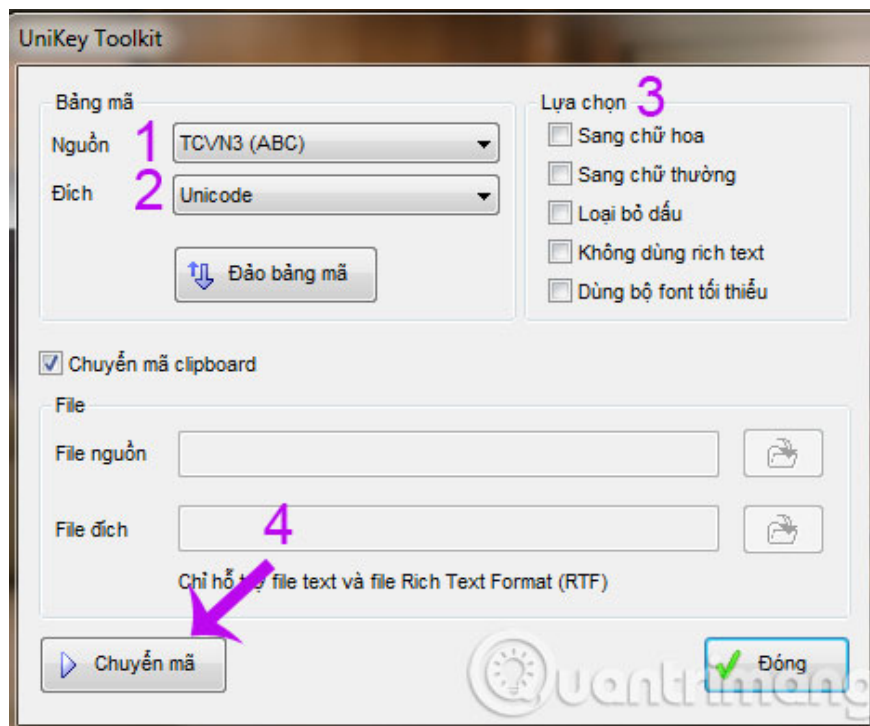 UniKey Toolkit
Bảng mã
Nguồn 1 TCVN3 (ABC)
Đích 2 Unicode
Đảo bảng mã
Lựa chọn 3
Sang chữ hoa
Sang chữ thường
Loại bỏ dấu
Không dùng rich text
Dùng bộ font tối thiểu
Chuyển mã clipboard
File
File nguồn
File đích
4
Chỉ hỗ trợ file text và file Rich Text Format (RTF)
Chuyển mã
Đóng
Quantrimang